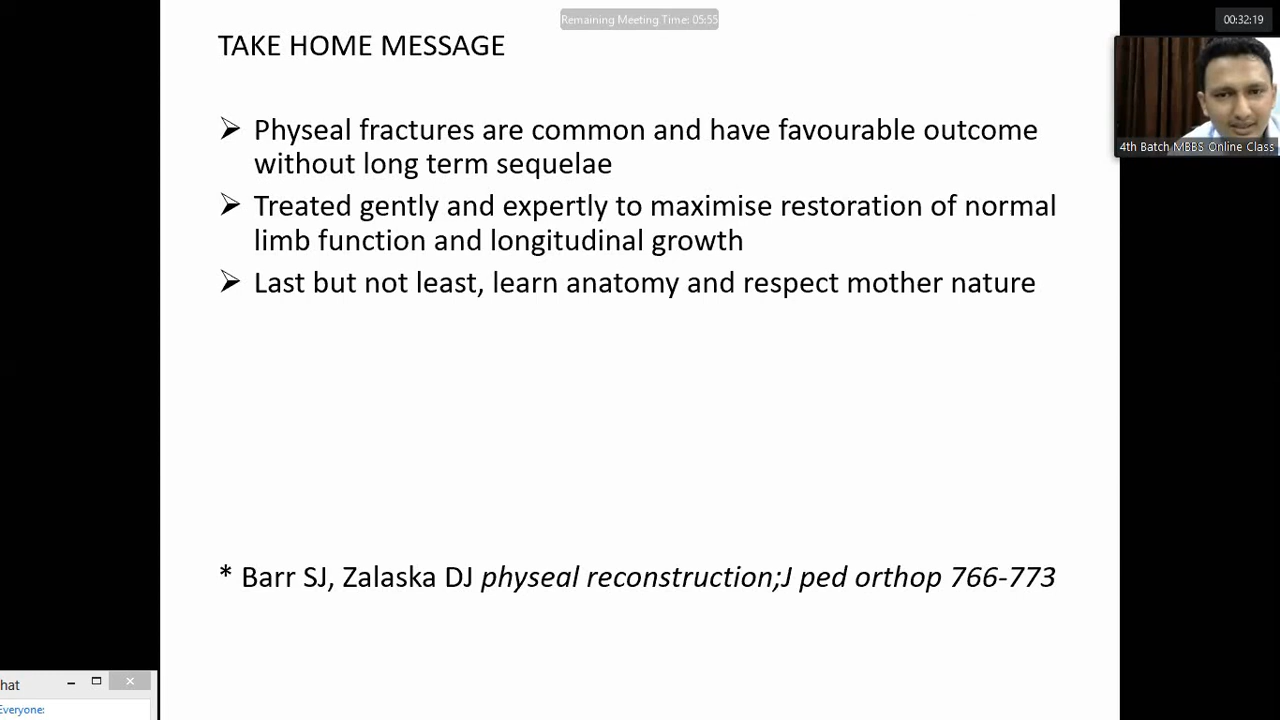 Remaining Meeting Time: 05:55
00:32:19
TAKE HOME MESSAGE
4th Batch MBBS Online Class
➢ Physeal fractures are common and have favourable outcome
without long term sequelae
➢ Treated gently and expertly to maximise restoration of normal
limb function and longitudinal growth
➢ Last but not least, learn anatomy and respect mother nature
* Barr SJ, Zalaska DJ physeal reconstruction;J ped orthop 766-773
hat
Everyone: